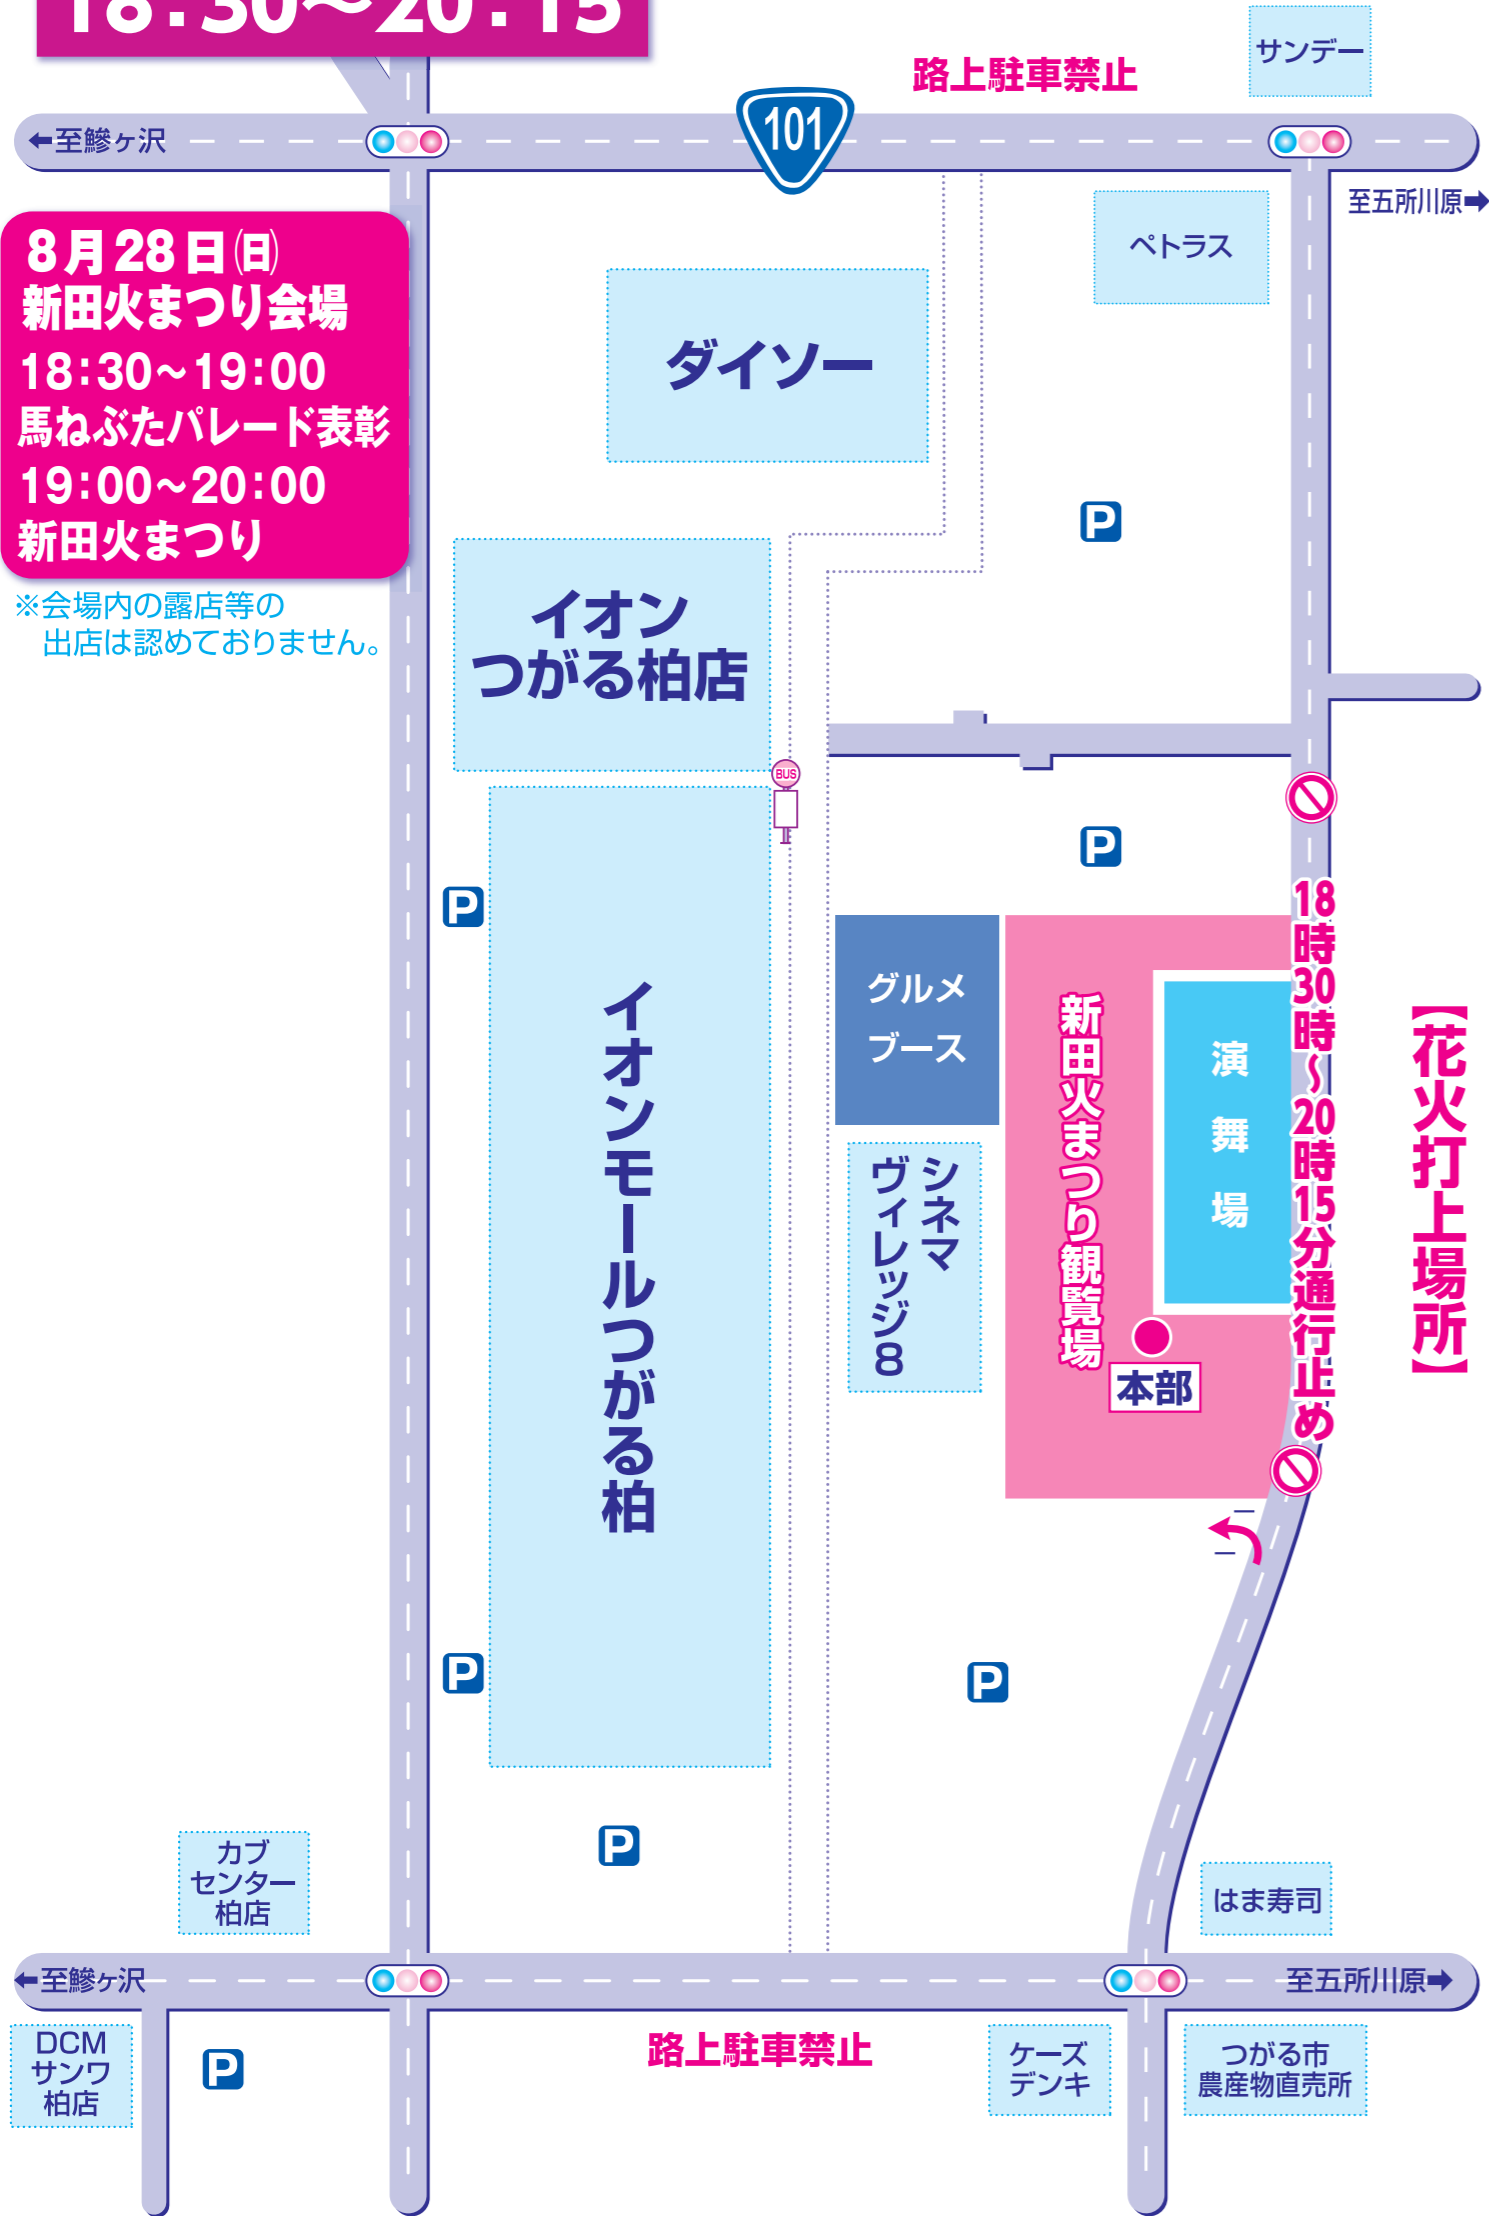 18:30〜20:15
路上駐車禁止
サンデー
←至鰺ヶ沢
101
至五所川原➡
ペトラス
8月28日㈰
新田火まつり会場
18:30〜19:00
馬ねぶたパレード表彰
19:00〜20:00
新田火まつり
※会場内の露店等の
出店は認めておりません。
ダイソー
P
イオン
つがる柏店
BUS
P
P
イオンモールつがる柏
グルメ
ブース
シネマ
ヴィレッジ8
新田火まつり観覧場
演舞場
本部
18時30時〜20時15分通行止め
【花火打上場所】
P
P
P
カブ
センター
柏店
はま寿司
←至鰺ヶ沢
至五所川原➡
DCM
サンワ
柏店
P
路上駐車禁止
ケーズ
デンキ
つがる市
農産物直売所